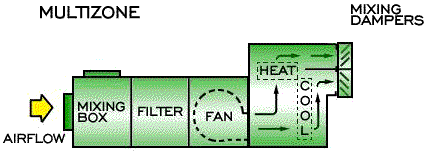 MULTIZONE
MIXING
DAMPERS
HEAT
COOL
MIXING
BOX
FILTER
FAN
AIRFLOW